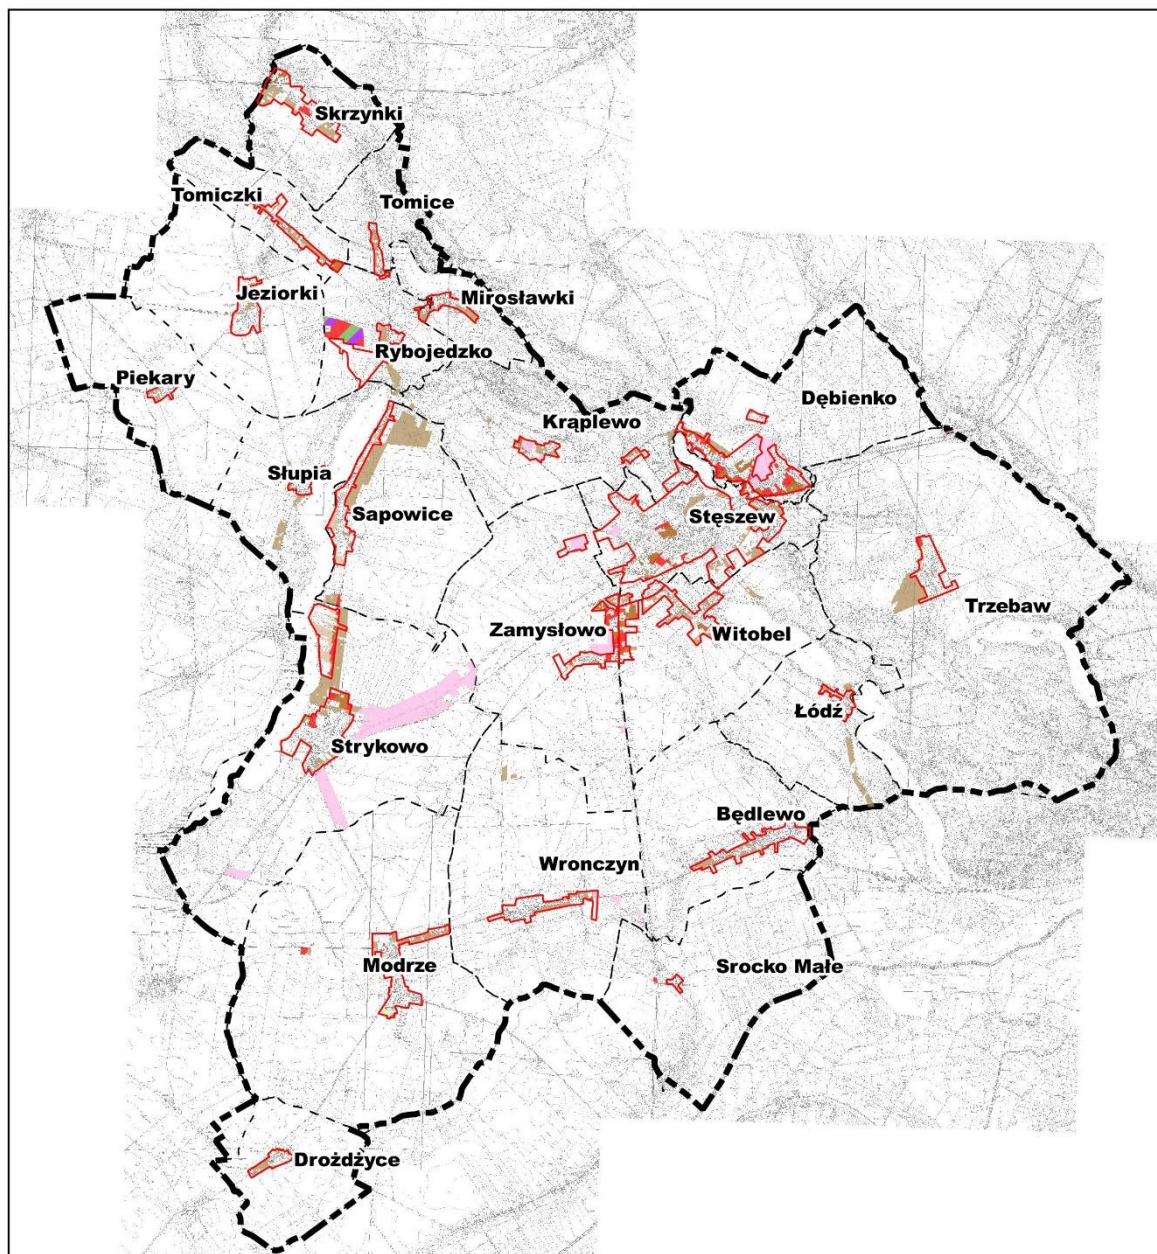 Skrzynki
Tomiczki
Tomice
Jeziorki
Mirosławki
Rybojedzko
Piekary
Krąplewo
Dębienko
Słupia
Sapowice
Stęszew
Trzebaw
Zamysłowo
Witobel
Łódź
Strykowo
Będlewo
Wronczyn
Modrze
Srocko Małe
Drożdżyce